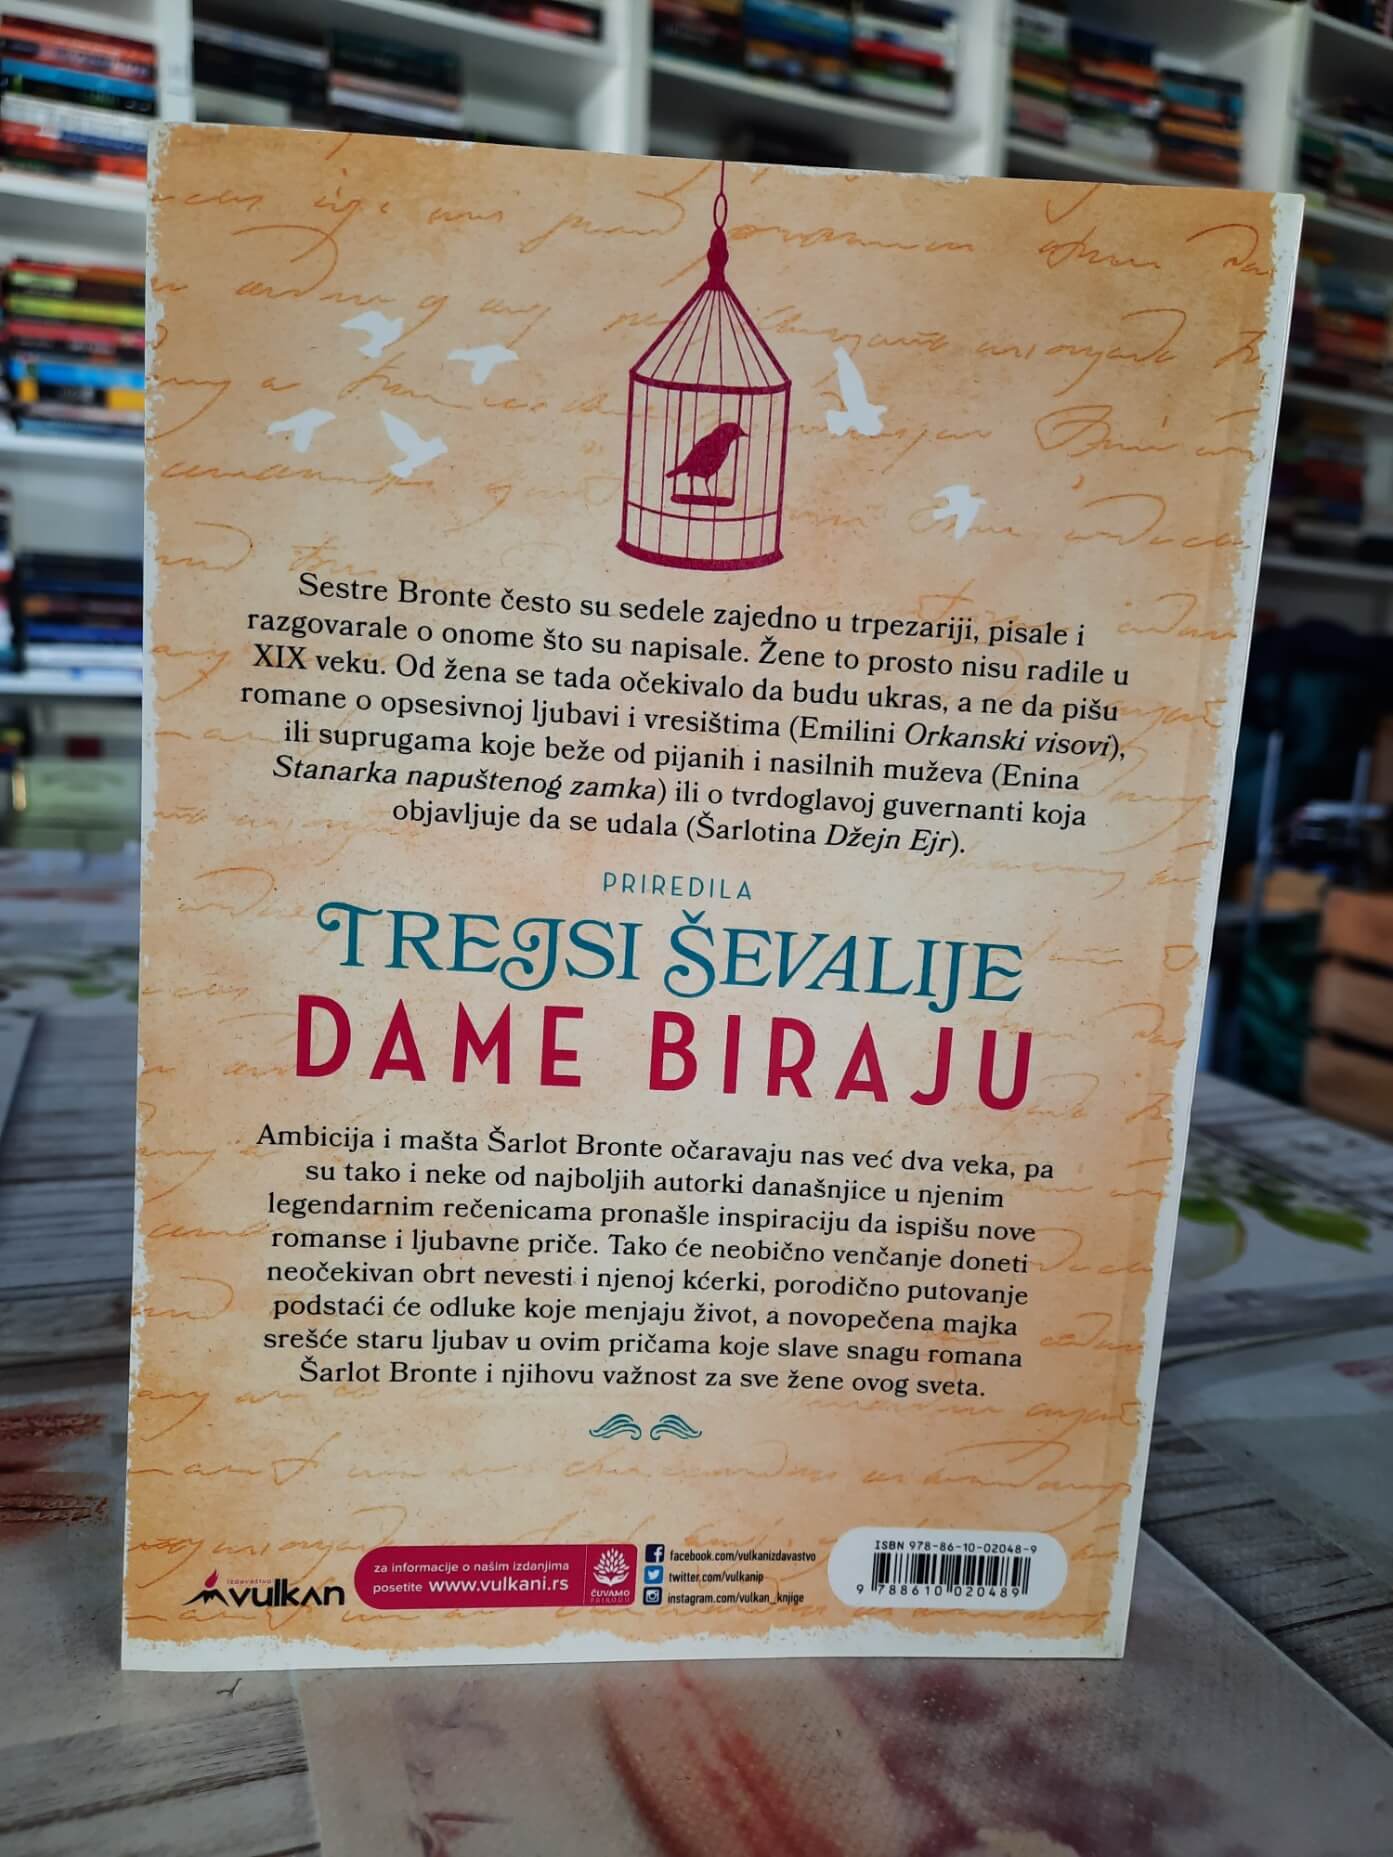 Sestre Bronte često su sedele zajedno u trpezariji, pisale i
razgovarale o onome što su napisale. Žene to prosto nisu radile u
XIX veku. Od žena se tada očekivalo da budu ukras, a ne da pišu
romane o opsesivnoj ljubavi i vresištima (Emilini Orkanski visovi),
ili suprugama koje beže od pijanih i nasilnih muževa (Enina
Stanarka napuštenog zamka) ili o tvrdoglavoj guvernanti koja
objavljuje da se udala (Šarlotina Džejn Ejr).
PRIREDILA
TREJSI ŠEVALIJE
DAME BIRAJU
Ambicija i mašta Šarlot Bronte očaravaju nas već dva veka, pa
su tako i neke od najboljih autorki današnjice u njenim
legendarnim rečenicama pronašle inspiraciju da ispišu nove
romanse i ljubavne priče. Tako će neobično venčanje doneti
neočekivan obrt nevesti i njenoj kćerki, porodično putovanje
podstaći će odluke koje menjaju život, a novopečena majka
srešće staru ljubav u ovim pričama koje slave snagu romana
Šarlot Bronte i njihovu važnost za sve žene ovog sveta.
izdavaštvo
vulkan
za informacije o našim izdanjima
posetite www.vulkani.rs
ČUVAMO
PRIRODU
facebook.com/vulkanizdavastvo
twitter.com/vulkanip
instagram.com/vulkan_knjige
ISBN 978-86-10-02048-9
9 788610 020489